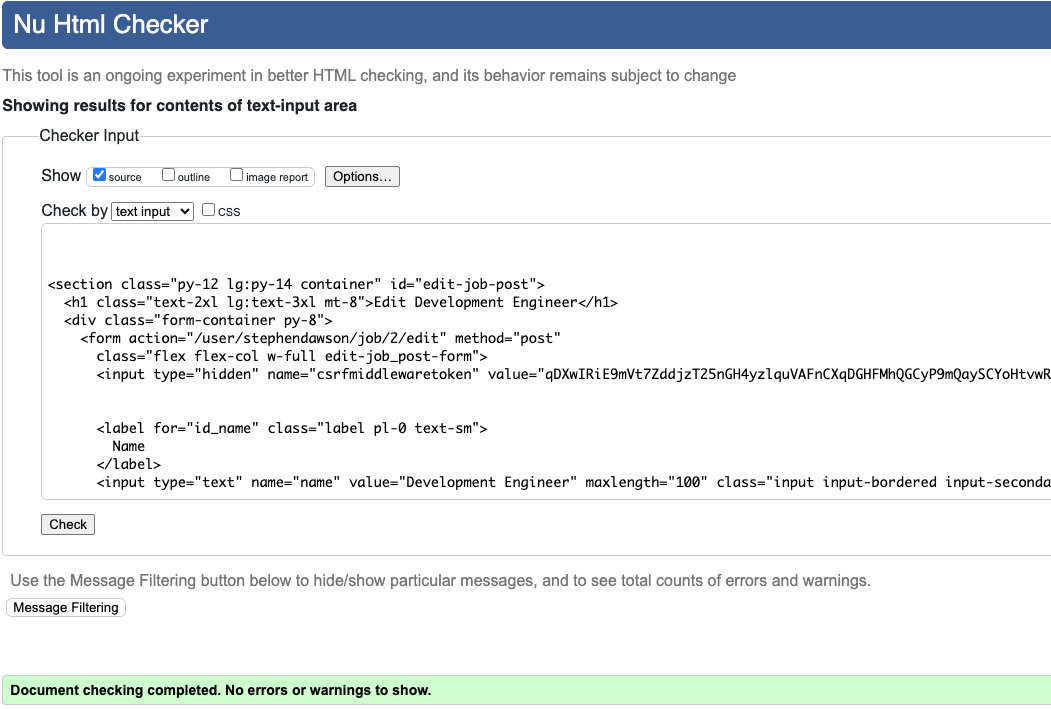 Nu Html Checker
This tool is an ongoing experiment in better HTML checking, and its behavior remains subject to change
Showing results for contents of text-input area
Checker Input
Show source outline image report Options...
Check by text input css
<section class="py-12 lg:py-14 container" id="edit-job-post">
<h1 class="text-2xl lg:text-3xl mt-8">Edit Development Engineer</h1>
<div class="form-container py-8">
<form action="/user/stephendawson/job/2/edit" method="post"
class="flex flex-col w-full edit-job_post-form">
<input type="hidden" name="csrfmiddlewaretoken" value="qDXwIRiE9mVt7ZddjzT25nGH4yzlquVAFnCXqDGHFMhQGCyP9mQaySCYoHtvwR
<label for="id_name" class="label pl-0 text-sm">
Name
</label>
<input type="text" name="name" value="Development Engineer" maxlength="100" class="input input-bordered input-seconda
Check
Use the Message Filtering button below to hide/show particular messages, and to see total counts of errors and warnings.
Message Filtering
Document checking completed. No errors or warnings to show.